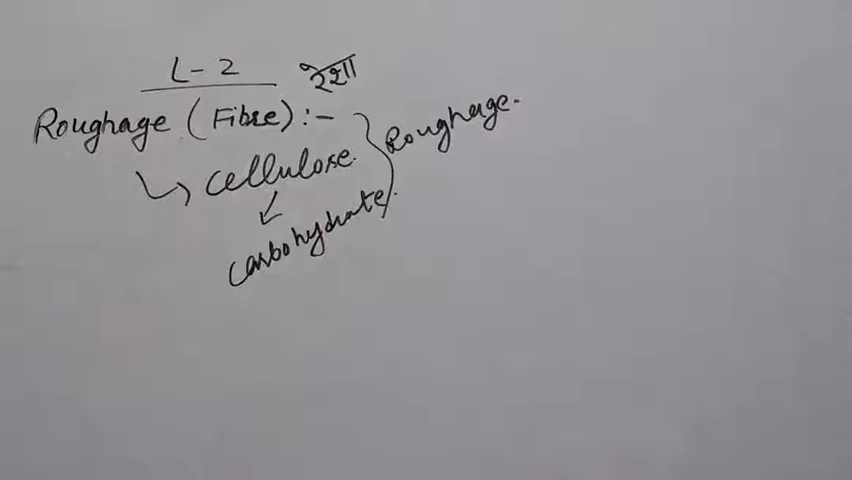 L-2
रेशा
Roughage (Fibre) :-
Roughage.
↳ cellulose.
↙
carbohydrate.